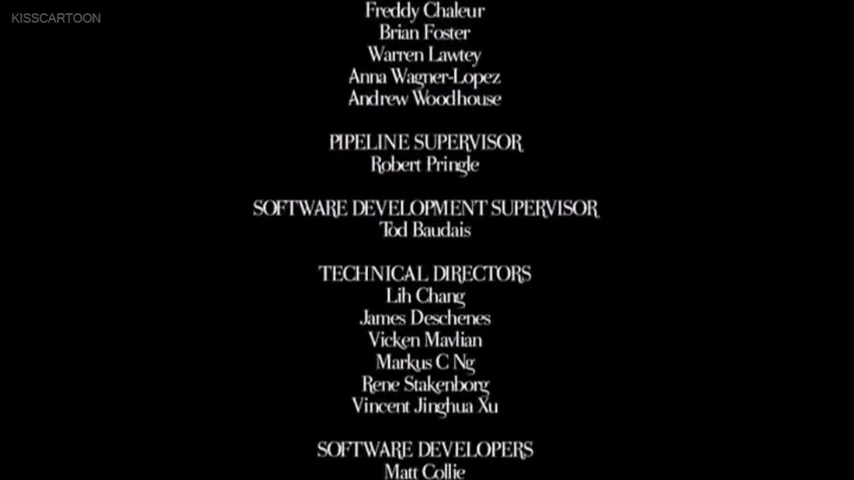 KISSCARTOON
Freddy Chaleur
Brian Foster
Warren Lawtey
Anna Wagner-Lopez
Andrew Woodhouse
PIPELINE SUPERVISOR
Robert Pringle
SOFTWARE DEVELOPMENT SUPERVISOR
Tod Baudais
TECHNICAL DIRECTORS
Lih Chang
James Deschenes
Vicken Mavlian
Markus C Ng
Rene Stakenborg
Vincent Jinghua Xu
SOFTWARE DEVELOPERS
Matt Collie